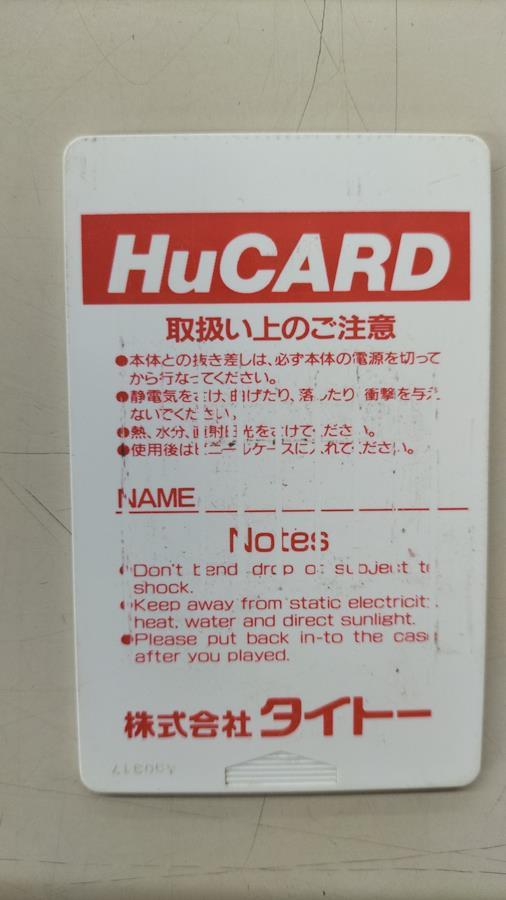 HuCARD
取扱い上のご注意
●本体との抜き差しは、必ず本体の電源を切って
から行なってください。
●静電気をさけ、曲げたり、落したり、衝撃を与え
ないでください。
●熱、水分、直射日光をさけてください。
●使用後はビニールケースに入れてください。
NAME
Notes
●Don't bend drop or subject to
shock.
●Keep away from static electricity,
heat, water and direct sunlight.
●Please put back in-to the case
after you played.
株式会社タイトー